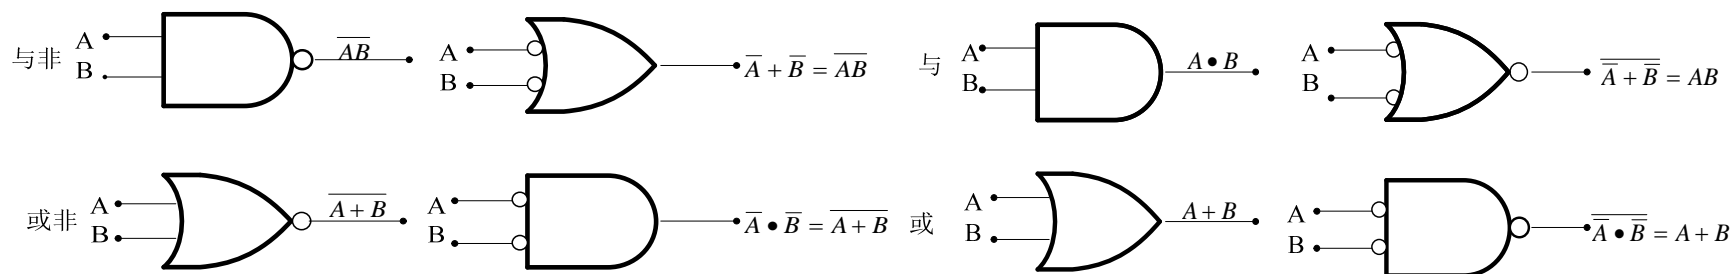 与非 A B $\overline{AB}$ A B $\overline{A}+\overline{B}=\overline{AB}$ 与 A B $A \bullet B$ A B $\overline{\overline{A}+\overline{B}}=AB$
或非 A B $\overline{A+B}$ A B $\overline{A} \bullet \overline{B}=\overline{A+B}$ 或 A B $A+B$ A B $\overline{\overline{A} \bullet \overline{B}}=A+B$